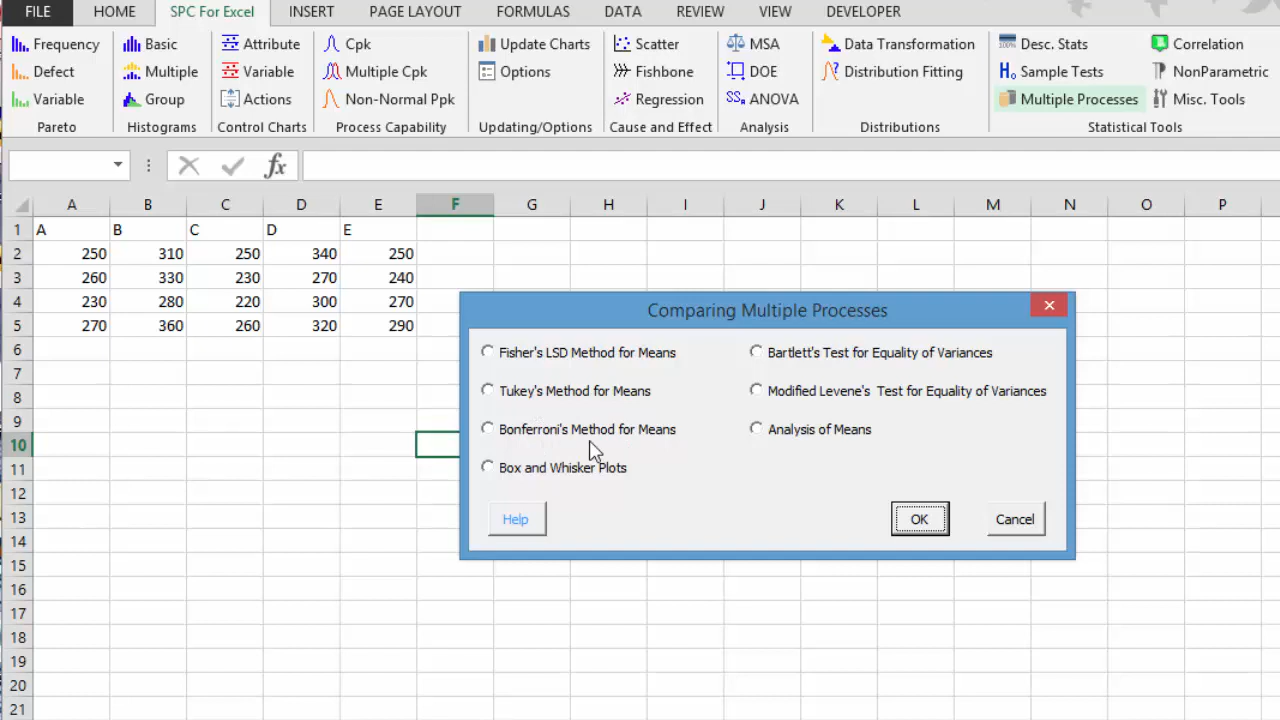 FILE HOME SPC For Excel INSERT PAGE LAYOUT FORMULAS DATA REVIEW VIEW DEVELOPER
Frequency Basic Attribute Cpk Update Charts Scatter MSA Data Transformation Desc. Stats Correlation
Defect Multiple Variable Multiple Cpk Options Fishbone DOE Distribution Fitting Sample Tests NonParametric
Variable Group Actions Non-Normal Ppk Regression ANOVA Multiple Processes Misc. Tools
Pareto Histograms Control Charts Process Capability Updating/Options Cause and Effect Analysis Distributions Statistical Tools
fx
A B C D E F G H I J K L M N O P
1 A B C D E
2 250 310 250 340 250
3 260 330 230 270 240
4 230 280 220 300 270
5 270 360 260 320 290
6
7
8
9
10
11
12
13
14
15
16
17
18
19
20
21
Comparing Multiple Processes
Fisher's LSD Method for Means Bartlett's Test for Equality of Variances
Tukey's Method for Means Modified Levene's Test for Equality of Variances
Bonferroni's Method for Means Analysis of Means
Box and Whisker Plots
Help OK Cancel